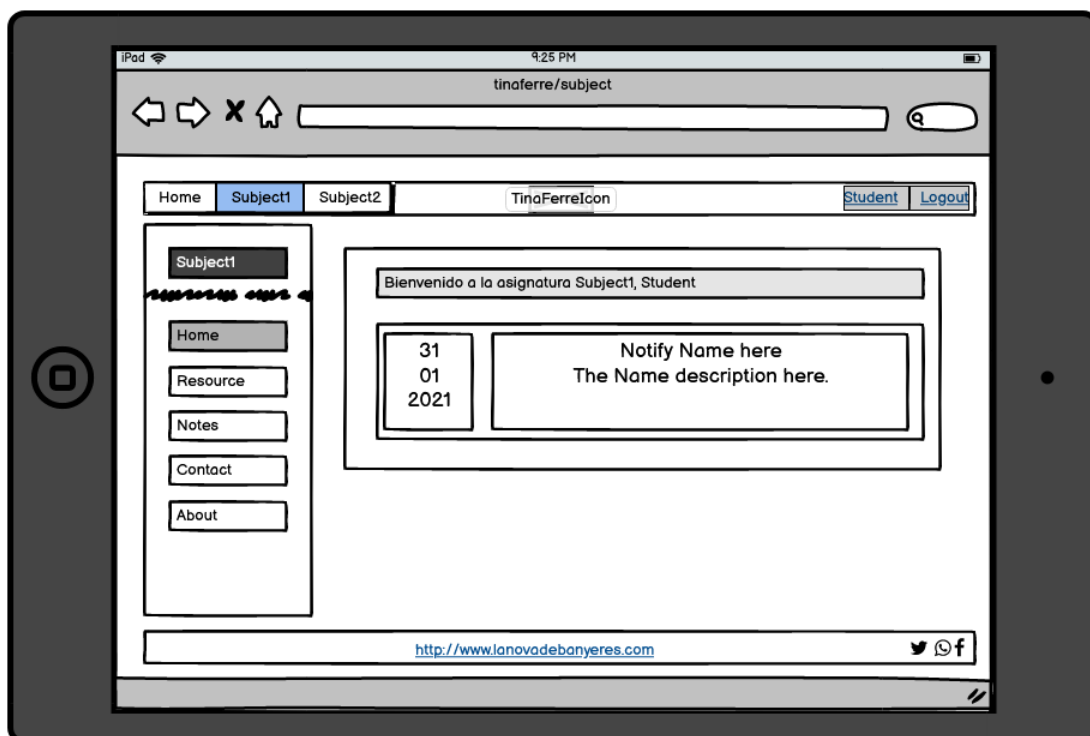 iPad
9:25 PM
tinaferre/subject
Home Subject1 Subject2 TinaFerreIcon Student Logout
Subject1
Home
Resource
Notes
Contact
About
Bienvenido a la asignatura Subject1, Student
31
01
2021
Notify Name here
The Name description here.
http://www.lanovadebanyeres.com